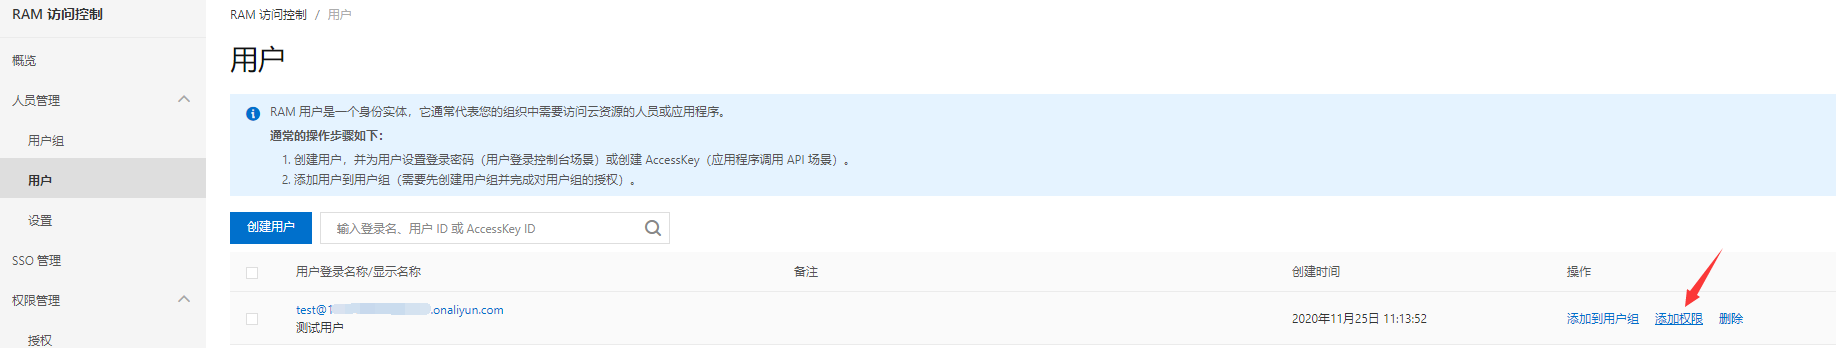 RAM 访问控制
概览
人员管理
用户组
用户
设置
SSO 管理
权限管理
授权
RAM 访问控制 / 用户
用户
RAM 用户是一个身份实体，它通常代表您的组织中需要访问云资源的人员或应用程序。
通常的操作步骤如下：
1. 创建用户，并为用户设置登录密码（用户登录控制台场景）或创建 AccessKey（应用程序调用 API 场景）。
2. 添加用户到用户组（需要先创建用户组并完成对用户组的授权）。
创建用户 输入登录名、用户 ID 或 AccessKey ID
用户登录名称/显示名称 备注 创建时间 操作
test@1 .onaliyun.com
测试用户
2020年11月25日 11:13:52 添加到用户组 添加权限 删除